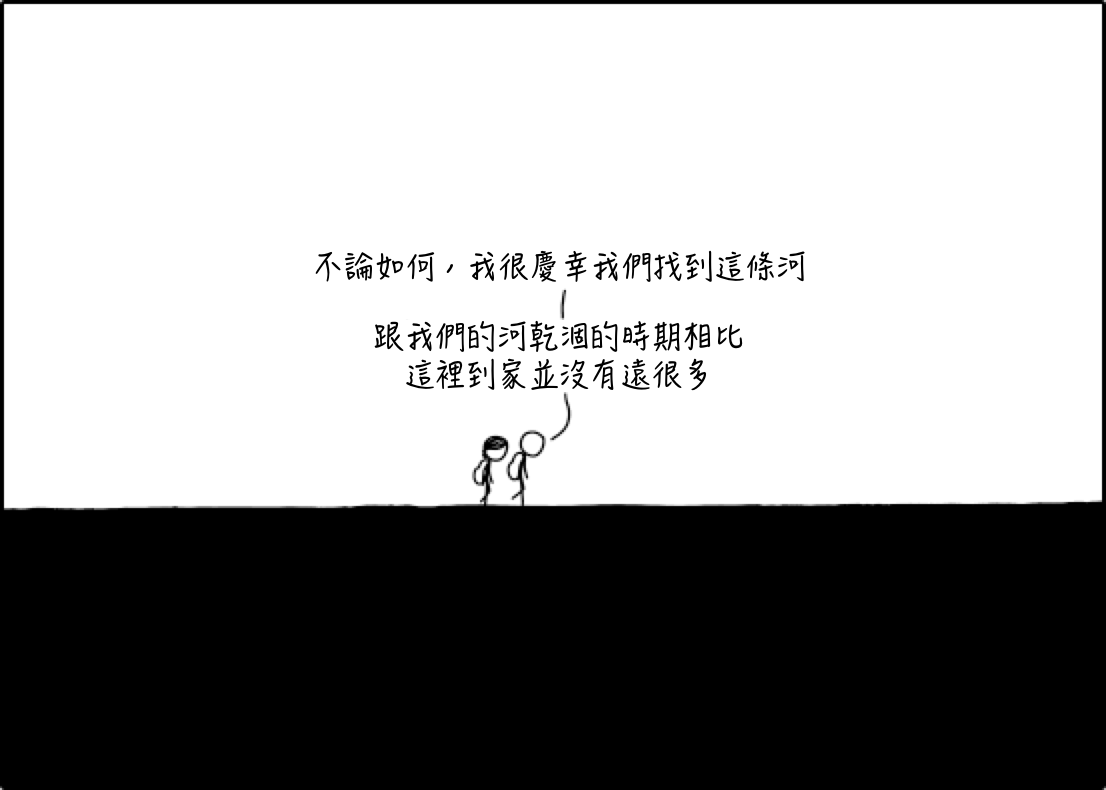 不論如何，我很慶幸我們找到這條河
跟我們的河乾涸的時期相比
這裡到家並沒有遠很多